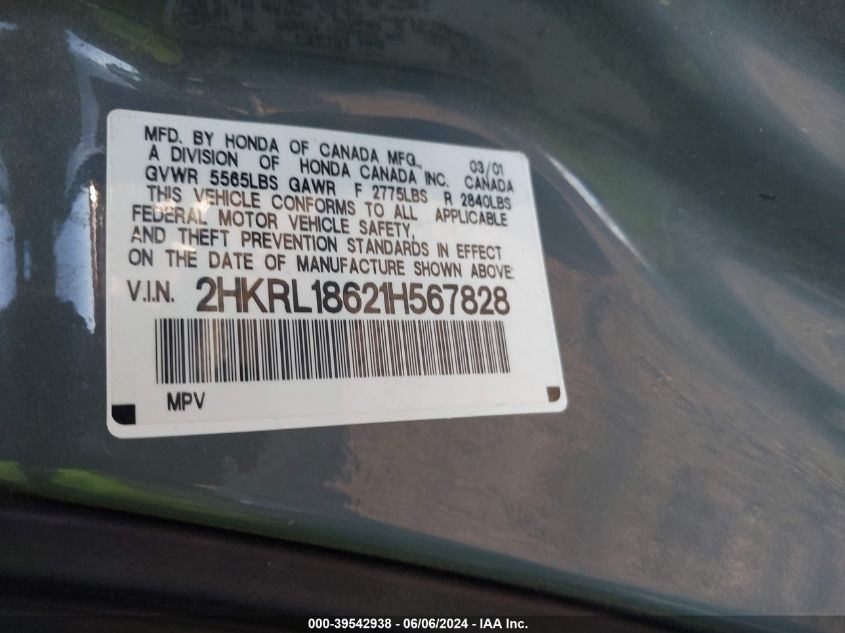 MFD. BY HONDA OF CANADA MFG., 03/01
A DIVISION OF HONDA CANADA INC. CANADA
GVWR 5565LBS GAWR F 2775LBS R 2840LBS
THIS VEHICLE CONFORMS TO ALL APPLICABLE
FEDERAL MOTOR VEHICLE SAFETY,
AND THEFT PREVENTION STANDARDS IN EFFECT
ON THE DATE OF MANUFACTURE SHOWN ABOVE:
V.I.N. 2HKRL18621H567828
MPV
000-39542938 - 06/06/2024 - IAA Inc.